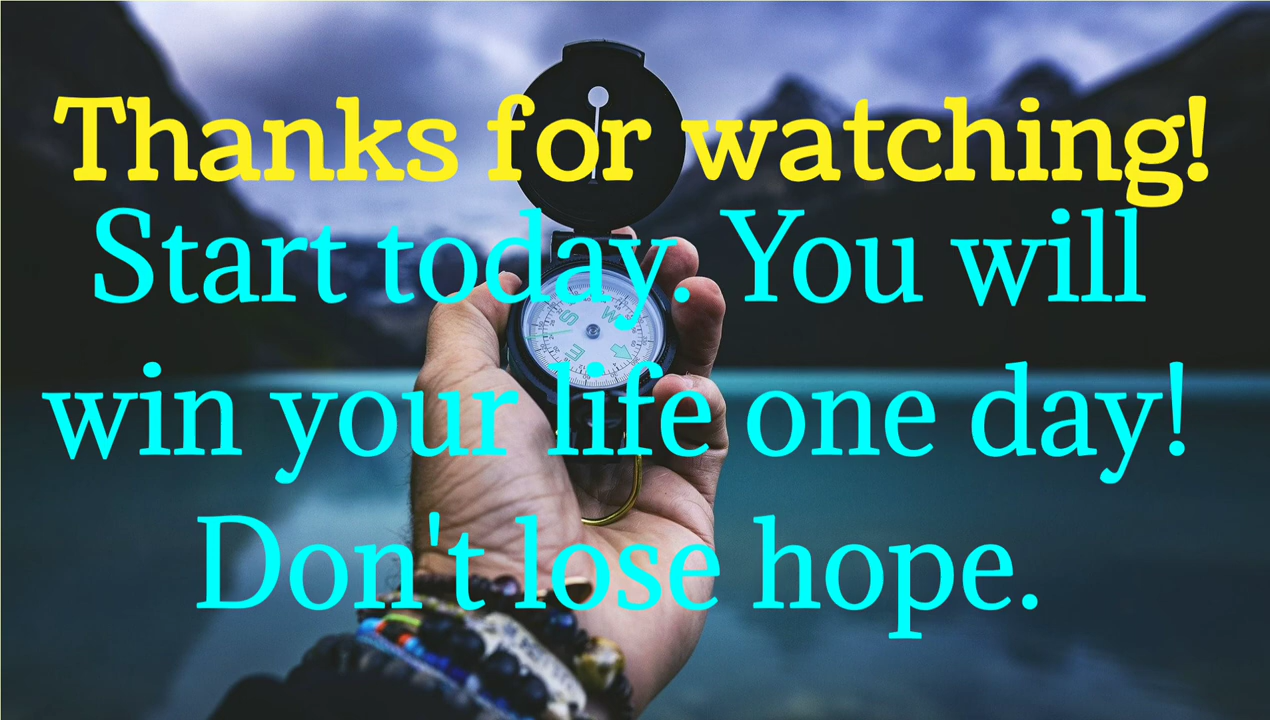 Thanks for watching!
Start today. You will
win your life one day!
Don't lose hope.